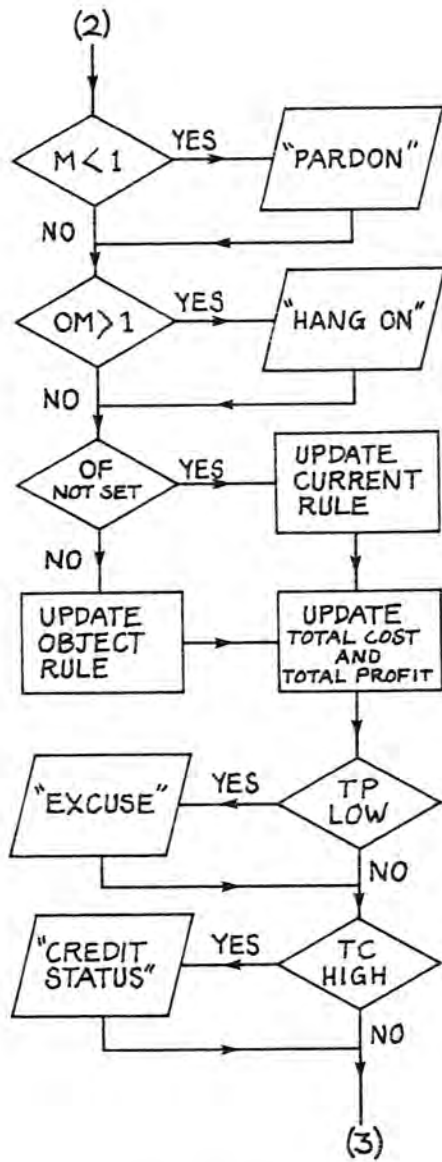 (2)
M < 1
YES
"PARDON"
NO
OM > 1
YES
"HANG ON"
NO
OF
NOT SET
YES
UPDATE
CURRENT
RULE
NO
UPDATE
OBJECT
RULE
UPDATE
TOTAL COST
AND
TOTAL PROFIT
TP
LOW
YES
"EXCUSE"
NO
TC
HIGH
YES
"CREDIT
STATUS"
NO
(3)